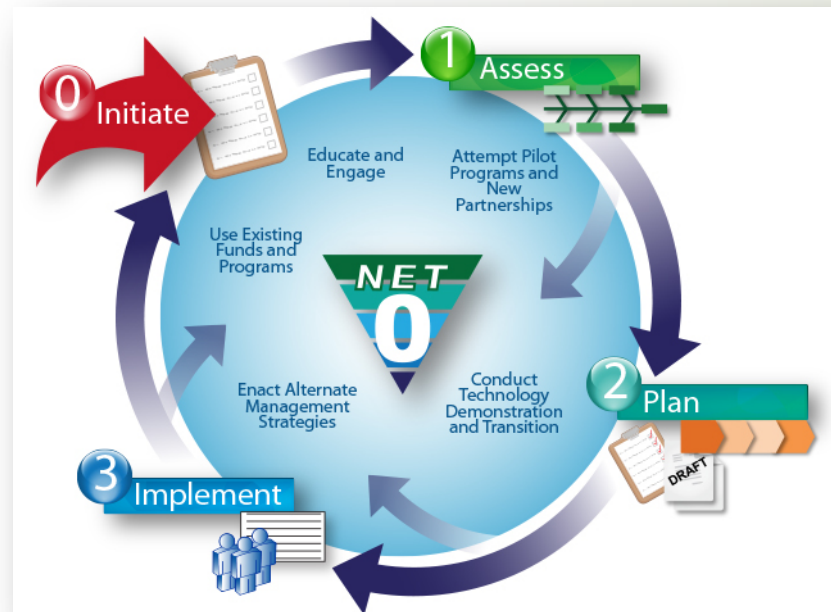 0
Initiate
1
Assess
Educate and
Engage
Attempt Pilot
Programs and
New
Partnerships
Use Existing
Funds and
Programs
NET
0
2
Plan
DRAFT
Conduct
Technology
Demonstration
and Transition
Enact Alternate
Management
Strategies
3
Implement